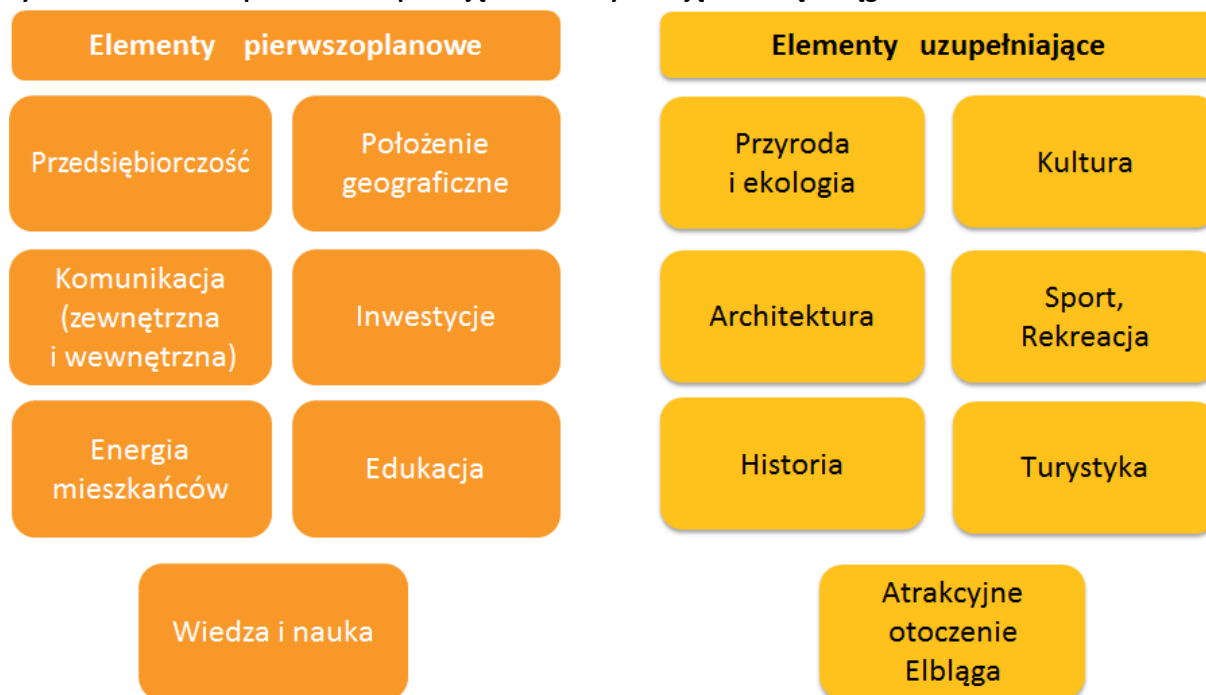 Elementy pierwszoplanowe
Przedsiębiorczość
Położenie
geograficzne
Komunikacja
(zewnętrzna
i wewnętrzna)
Inwestycje
Energia
mieszkańców
Edukacja
Wiedza i nauka
Elementy uzupełniające
Przyroda
i ekologia
Kultura
Architektura
Sport,
Rekreacja
Historia
Turystyka
Atrakcyjne
otoczenie
Elbląga